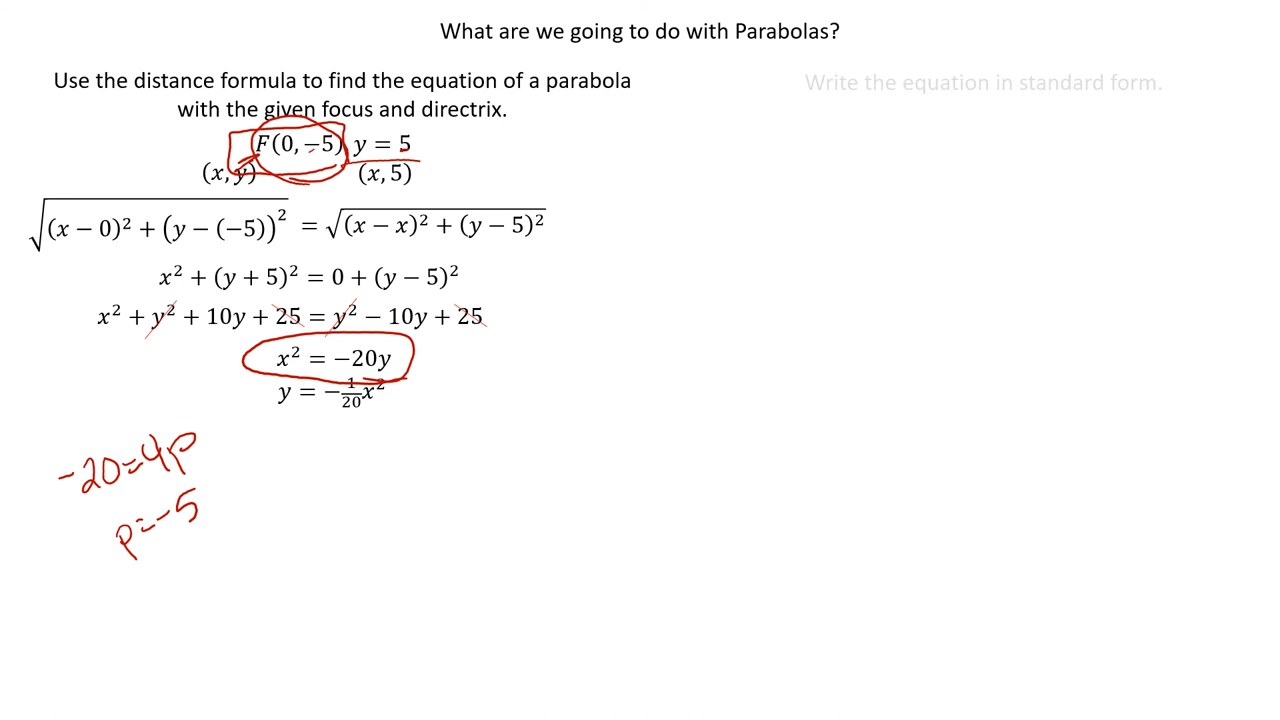 What are we going to do with Parabolas?
Use the distance formula to find the equation of a parabola
with the given focus and directrix.
F(0, −5) y = 5
(x, y) (x, 5)
√((x − 0)² + (y − (−5))²) = √((x − x)² + (y − 5)²)
x² + (y + 5)² = 0 + (y − 5)²
x² + y² + 10y + 25 = y² − 10y + 25
x² = −20y
y = −1/20 x²
-20=4p
p=-5
Write the equation in standard form.